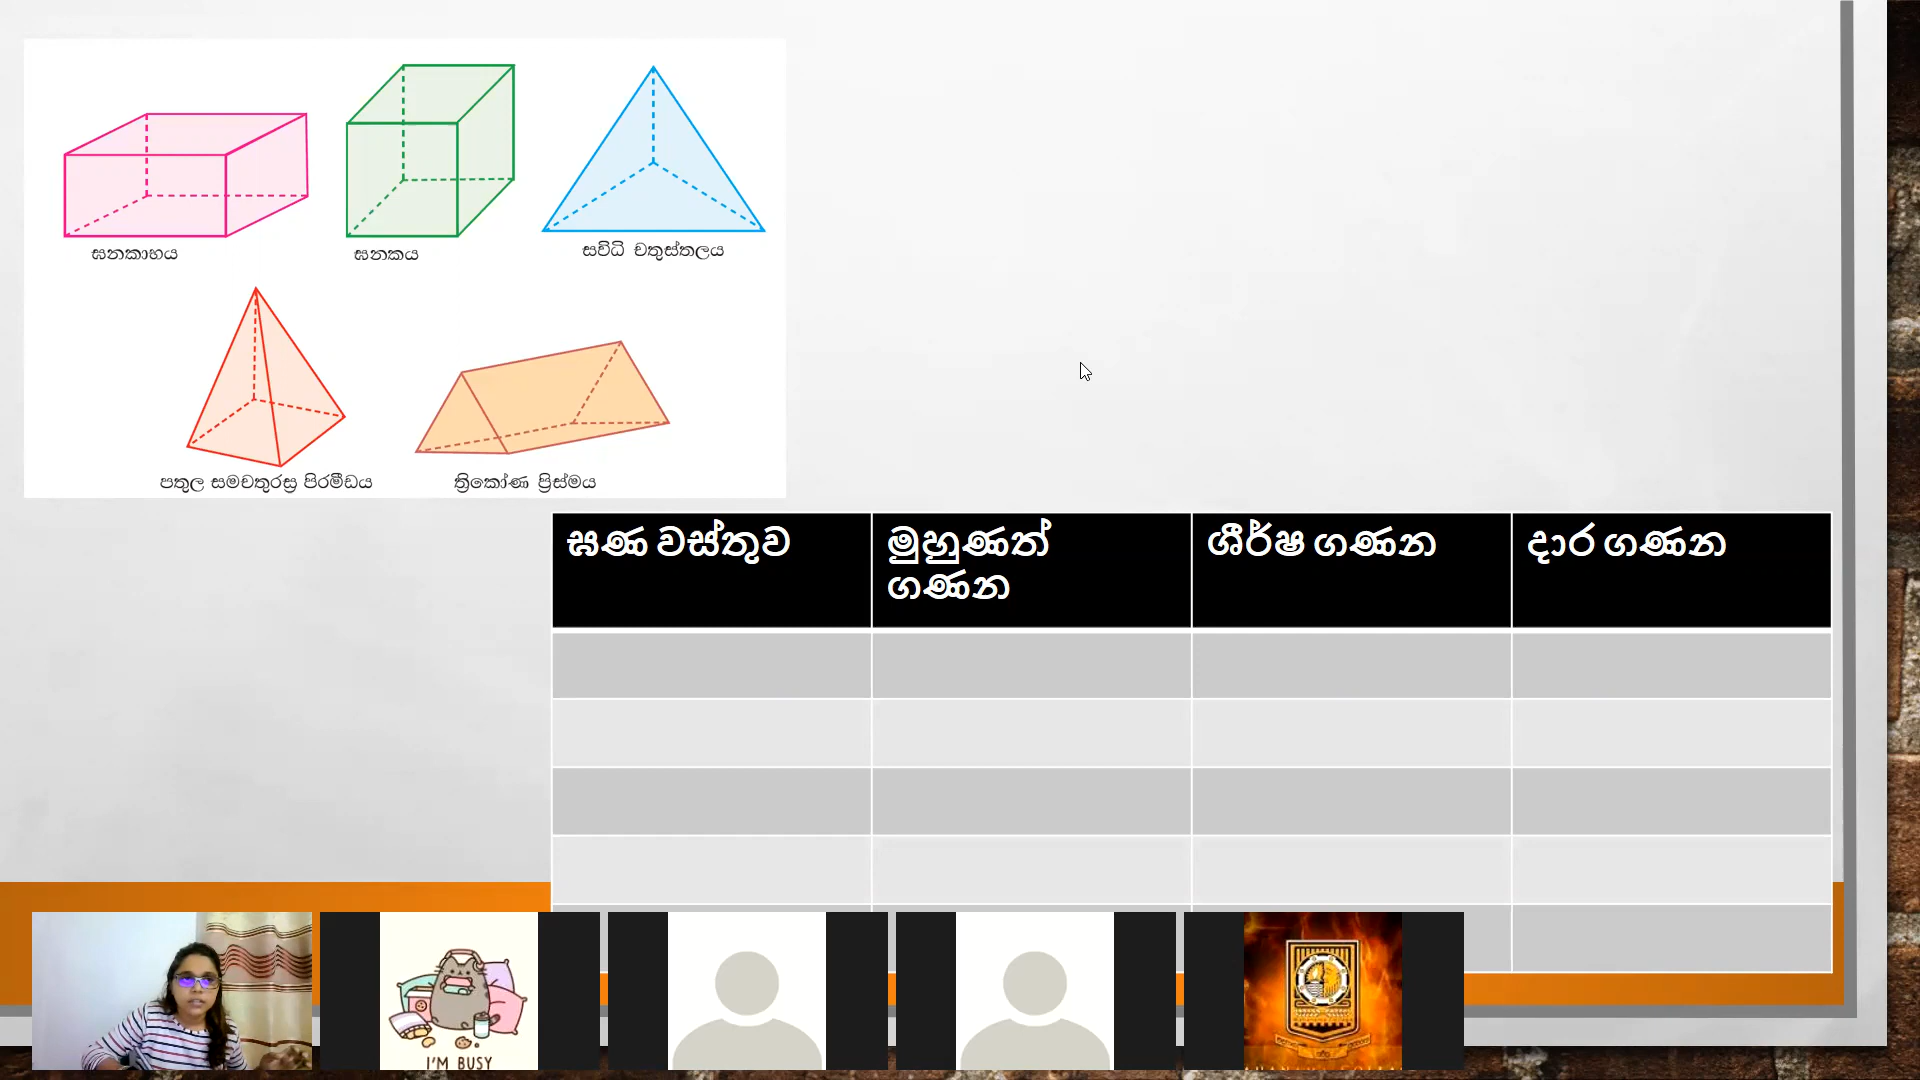 ඝනකාභය
ඝනකය
සවිධි චතුස්තලය
පතුල සමචතුරස්‍ර පිරමීඩය
ත්‍රිකෝණ ප්‍රිස්මය
ඝණ වස්තුව
මුහුණත්
ගණන
ශීර්ෂ ගණන
දාර ගණන
I'M BUSY